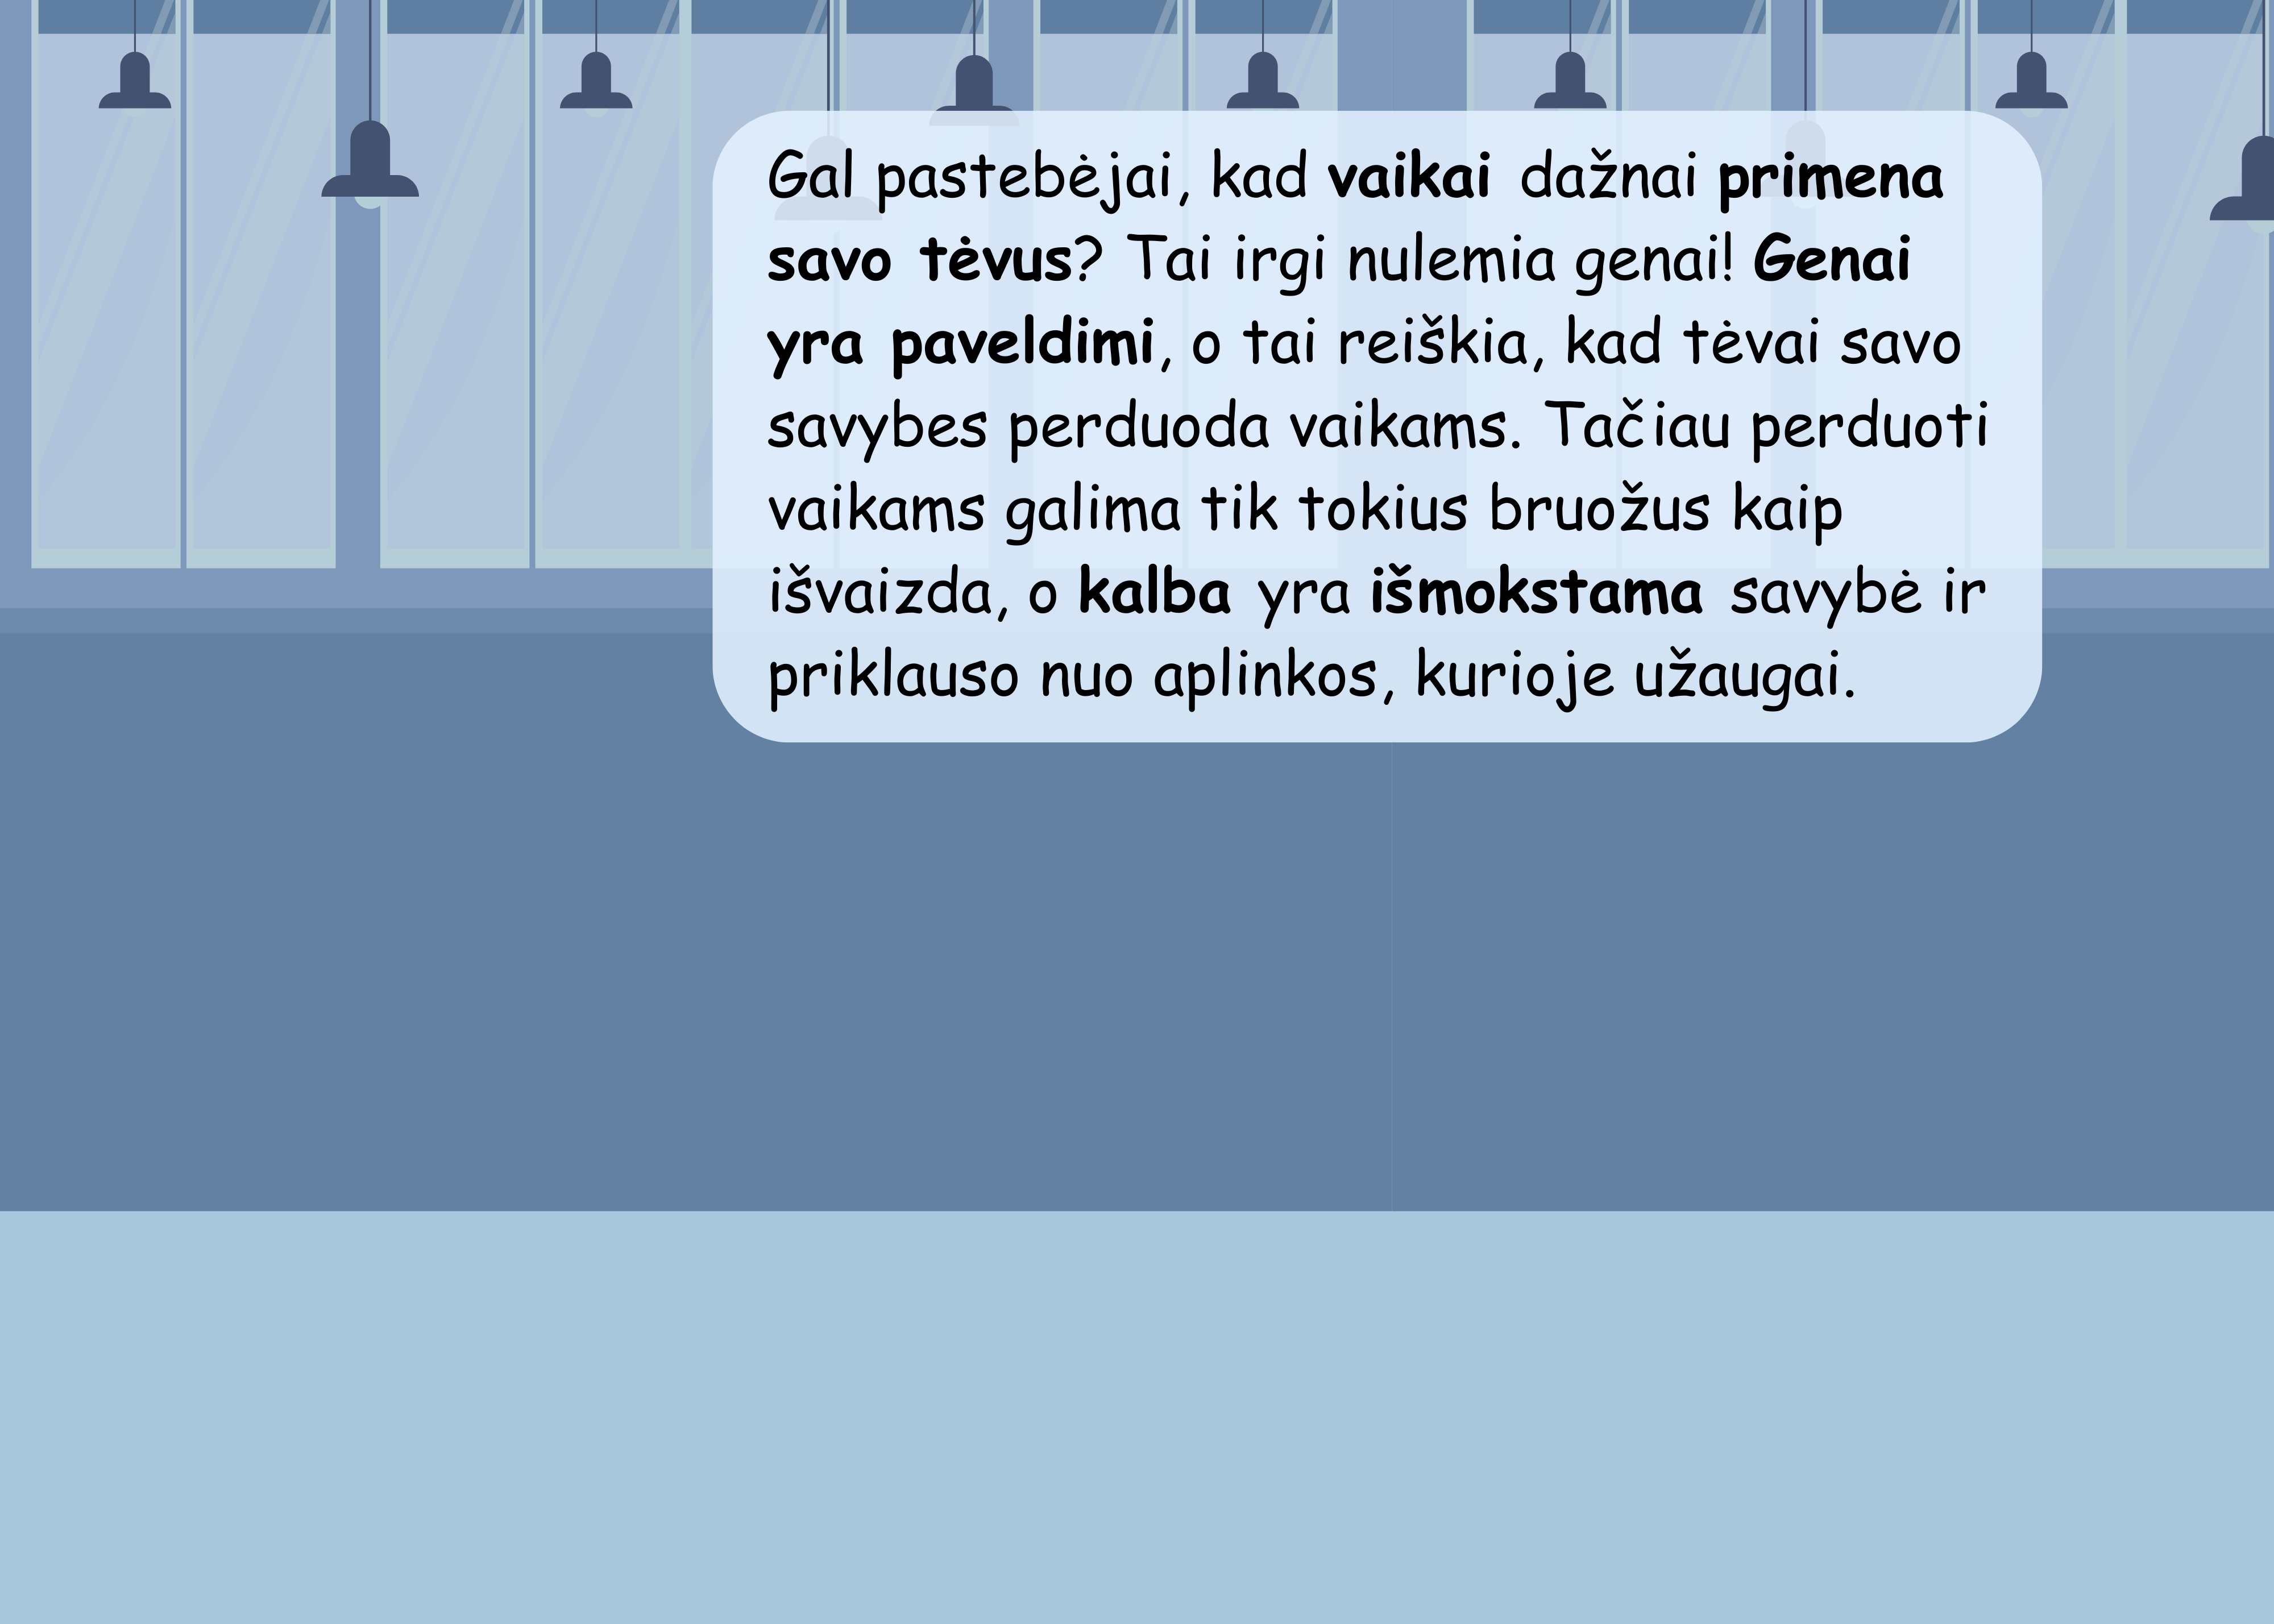 Gal pastebėjai, kad vaikai dažnai primena
savo tėvus? Tai irgi nulemia genai! Genai
yra paveldimi, o tai reiškia, kad tėvai savo
savybes perduoda vaikams. Tačiau perduoti
vaikams galima tik tokius bruožus kaip
išvaizda, o kalba yra išmokstama savybė ir
priklauso nuo aplinkos, kurioje užaugai.